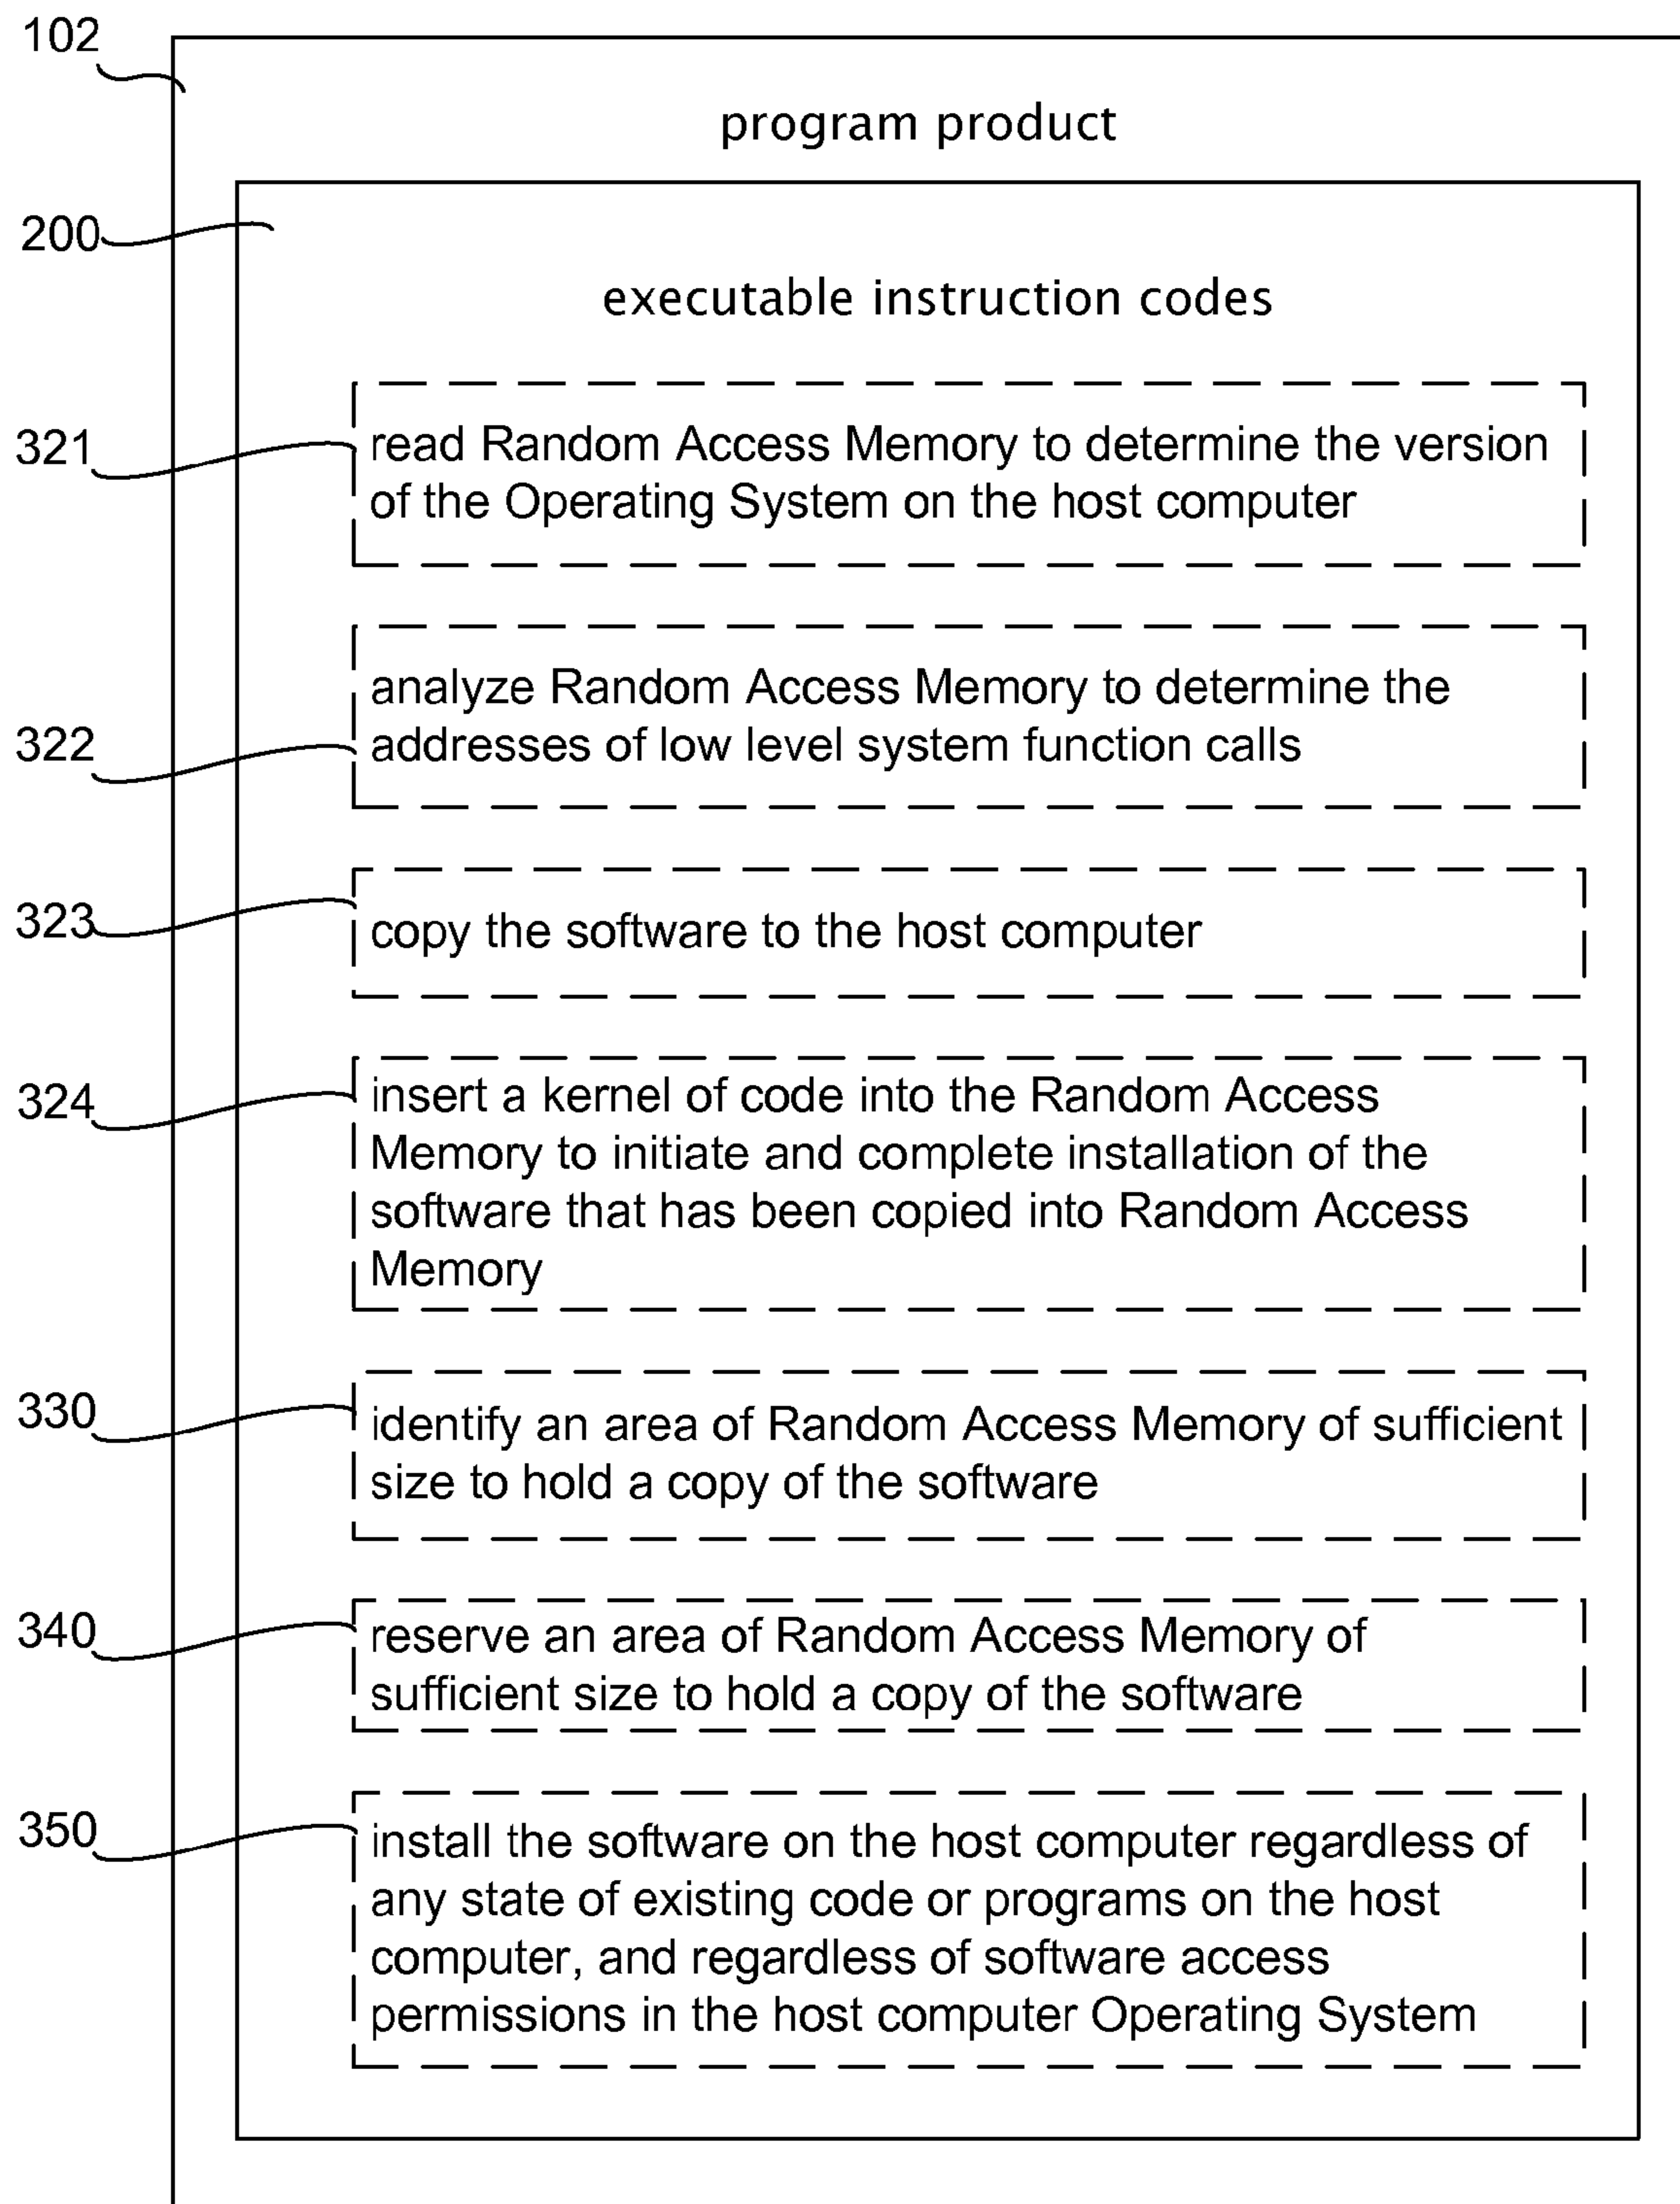 102
program product
200
executable instruction codes
321
read Random Access Memory to determine the version
of the Operating System on the host computer
322
analyze Random Access Memory to determine the
addresses of low level system function calls
323
copy the software to the host computer
324
insert a kernel of code into the Random Access
Memory to initiate and complete installation of the
software that has been copied into Random Access
Memory
330
identify an area of Random Access Memory of sufficient
size to hold a copy of the software
340
reserve an area of Random Access Memory of
sufficient size to hold a copy of the software
350
install the software on the host computer regardless of
any state of existing code or programs on the host
computer, and regardless of software access
permissions in the host computer Operating System